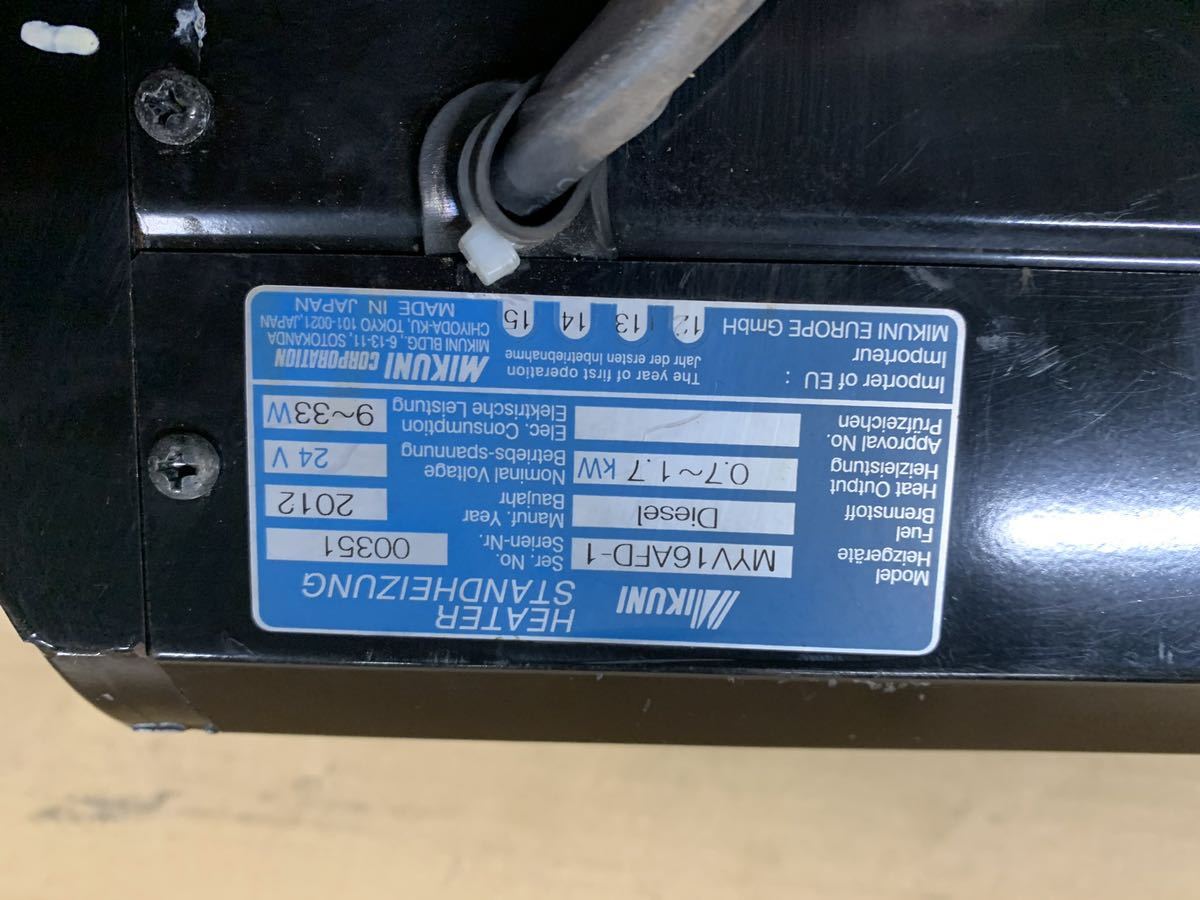 MIKUNI
HEATER
STANDHEIZUNG
Model
Heizgeräte
MYV16AFD-1
Ser. No.
Serien-Nr.
00351
Fuel
Brennstoff
Diesel
Manuf. Year
Baujahr
2012
Heat Output
Heizleistung
0.7~1.7 kW
Nominal Voltage
Betriebs-spannung
24 V
Approval No.
Prüfzeichen
Elec. Consumption
Elektrische Leistung
9~33W
Importer of EU :
Importeur
MIKUNI EUROPE GmbH
The year of first operation
Jahr der ersten Inbetriebnahme
12 13 14 15
MIKUNI CORPORATION
MIKUNI BLDG., 6-13-11, SOTOKANDA
CHIYODA-KU, TOKYO 101-0021, JAPAN
MADE IN JAPAN